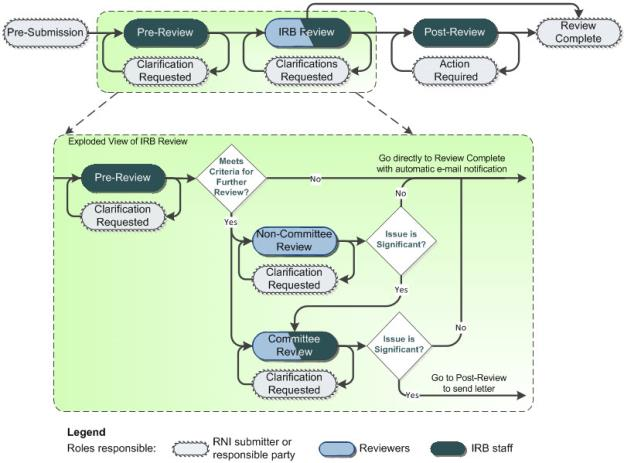 Pre-Submission
Pre-Review
IRB Review
Post-Review
Review
Complete
Clarification
Requested
Clarifications
Requested
Action
Required
Exploded View of IRB Review
Pre-Review
Clarification
Requested
Meets
Criteria for
Further
Review?
No
Go directly to Review Complete
with automatic e-mail notification
Yes
No
Non-Committee
Review
Issue is
Significant?
Clarification
Requested
Yes
Committee
Review
Issue is
Significant?
No
Clarification
Requested
Go to Post-Review
to send letter
Yes
Legend
Roles responsible:
RNI submitter or
responsible party
Reviewers
IRB staff